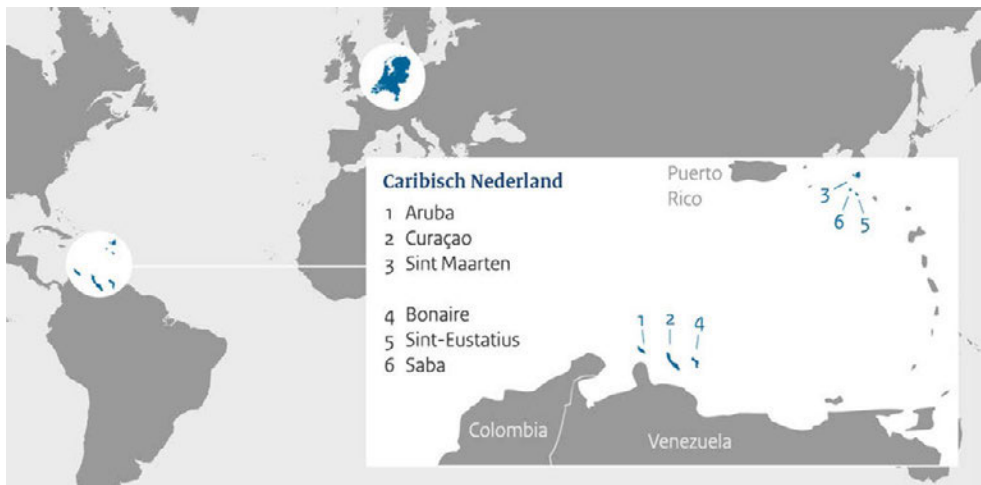 Caribisch Nederland
1 Aruba
2 Curaçao
3 Sint Maarten
4 Bonaire
5 Sint-Eustatius
6 Saba
Puerto
Rico
3
6
5
1
2
4
Colombia
Venezuela